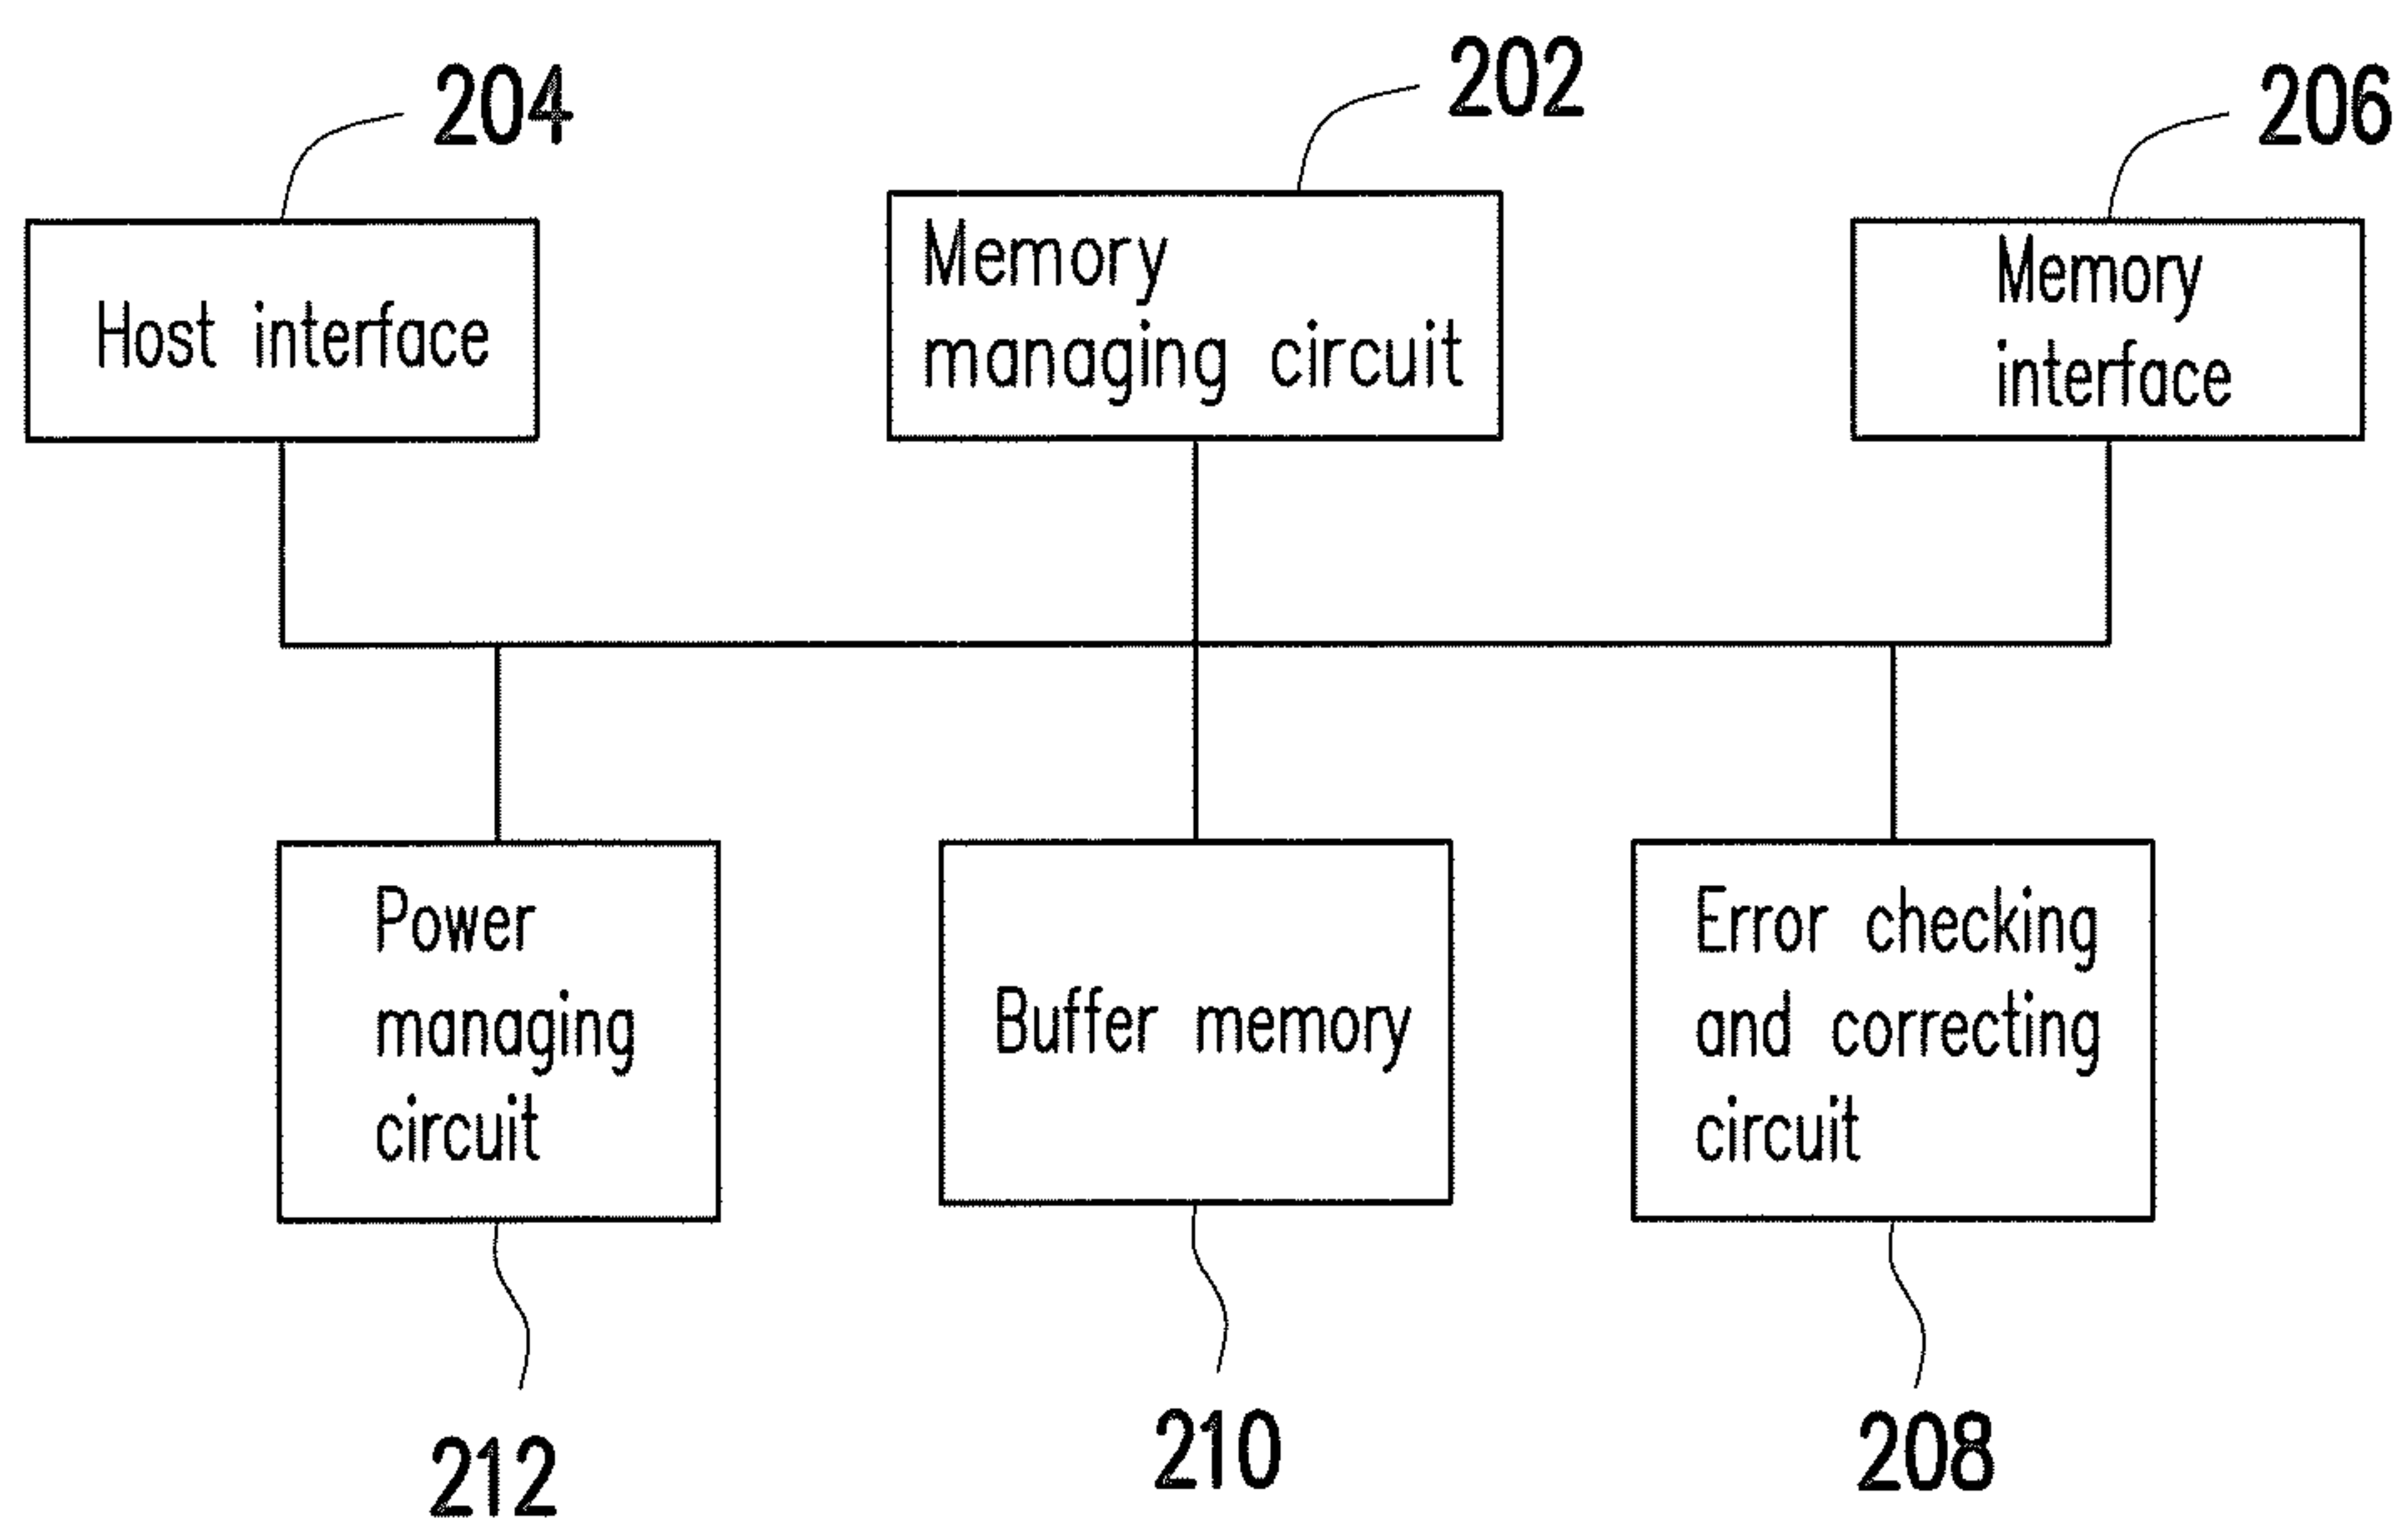 204
202
206
Host interface
Memory
managing circuit
Memory
interface
Power
managing
circuit
Buffer memory
Error checking
and correcting
circuit
212
210
208